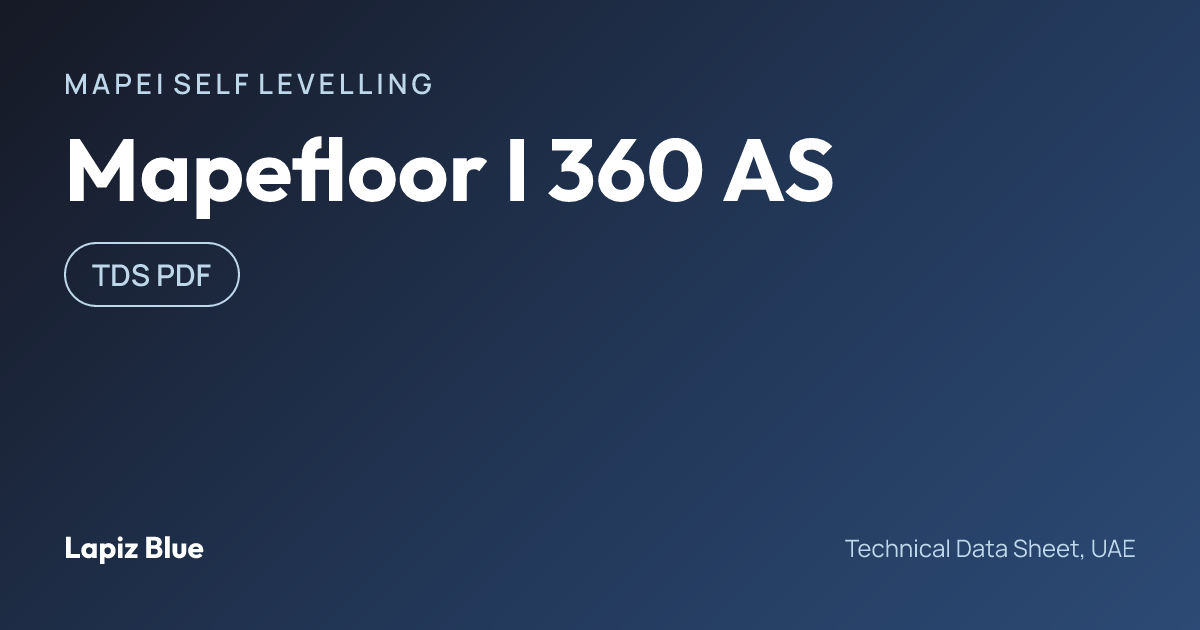 MAPEI SELF LEVELLING
Mapefloor I 360 AS
TDS PDF
Lapiz Blue
Technical Data Sheet, UAE